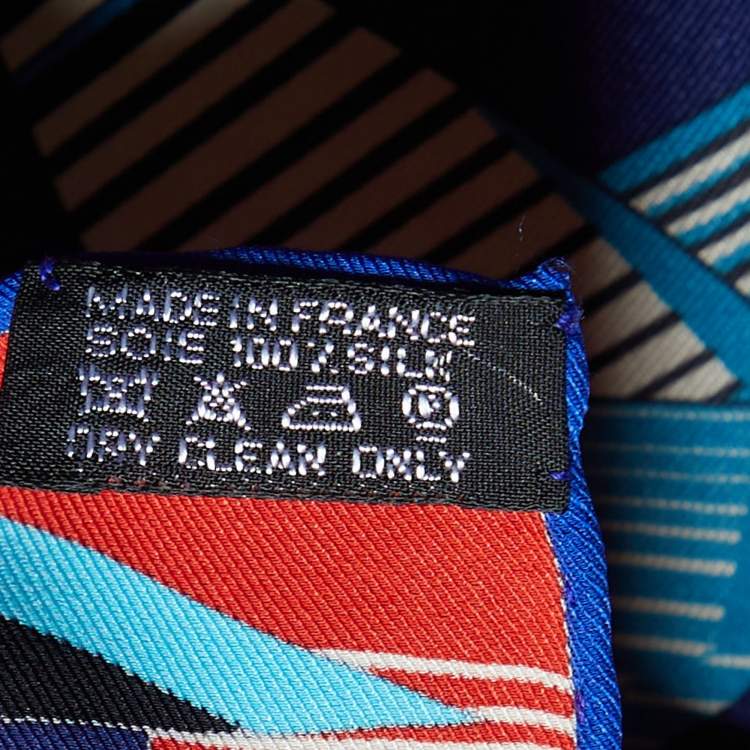 MADE IN FRANCE
SOIE 100 % SILK
P
DRY CLEAN ONLY